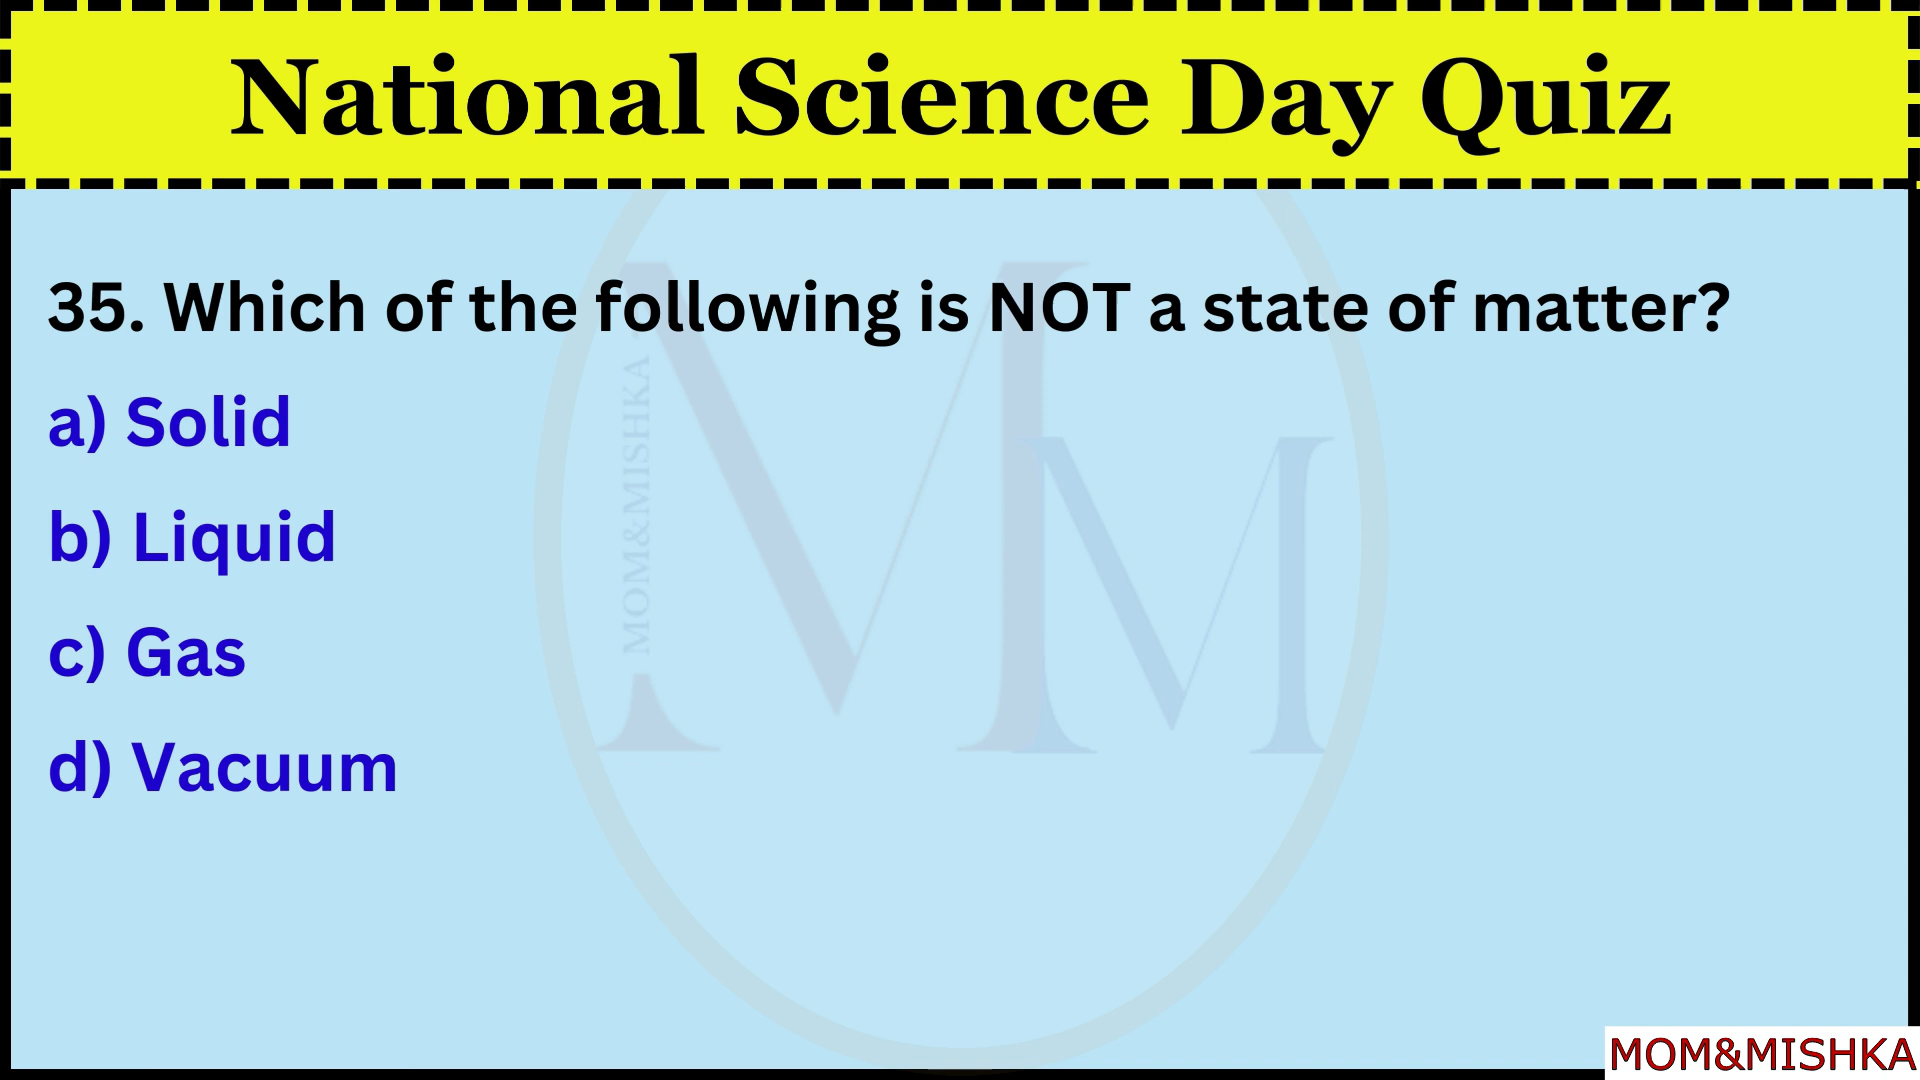 National Science Day Quiz
35. Which of the following is NOT a state of matter?
a) Solid
b) Liquid
c) Gas
d) Vacuum
MOM&MISHKA
M
M
MOM&MISHKA